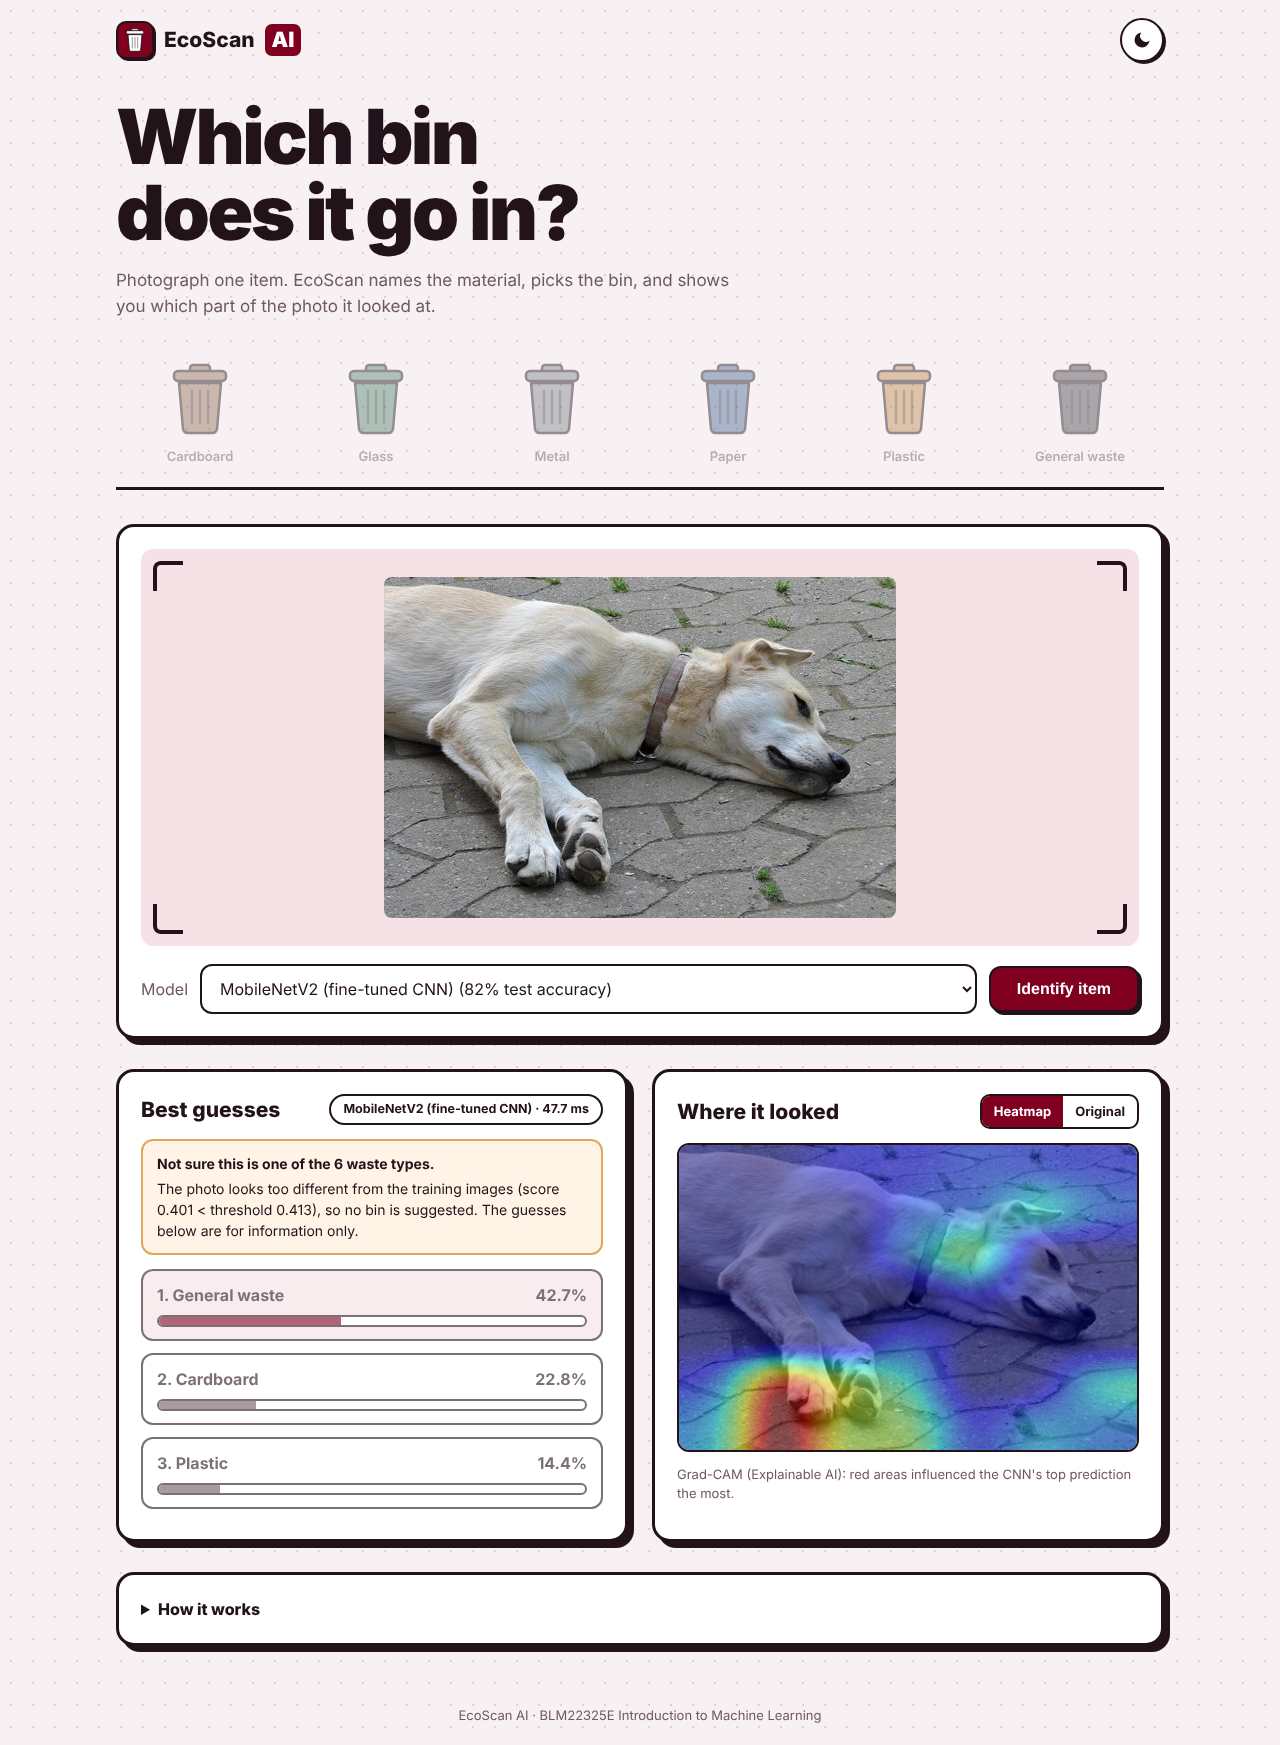 EcoScan AI
Which bin
does it go in?
Photograph one item. EcoScan names the material, picks the bin, and shows
you which part of the photo it looked at.
Cardboard
Glass
Metal
Paper
Plastic
General waste
Model
MobileNetV2 (fine-tuned CNN) (82% test accuracy)
Identify item
Best guesses
MobileNetV2 (fine-tuned CNN) · 47.7 ms
Not sure this is one of the 6 waste types.
The photo looks too different from the training images (score
0.401 < threshold 0.413), so no bin is suggested. The guesses
below are for information only.
1. General waste 42.7%
2. Cardboard 22.8%
3. Plastic 14.4%
Where it looked
Heatmap Original
Grad-CAM (Explainable AI): red areas influenced the CNN's top prediction
the most.
How it works
EcoScan AI · BLM22325E Introduction to Machine Learning